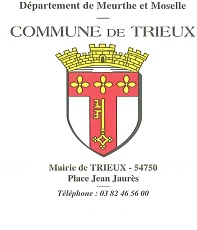 Département de Meurthe et Moselle
COMMUNE DE TRIEUX
Mairie de TRIEUX - 54750
Place Jean Jaurès
Téléphone : 03 82 46 56 00